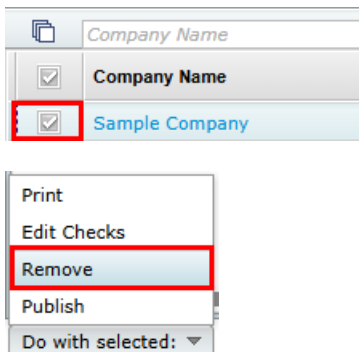 Company Name
Company Name
Sample Company
Print
Edit Checks
Remove
Publish
Do with selected: